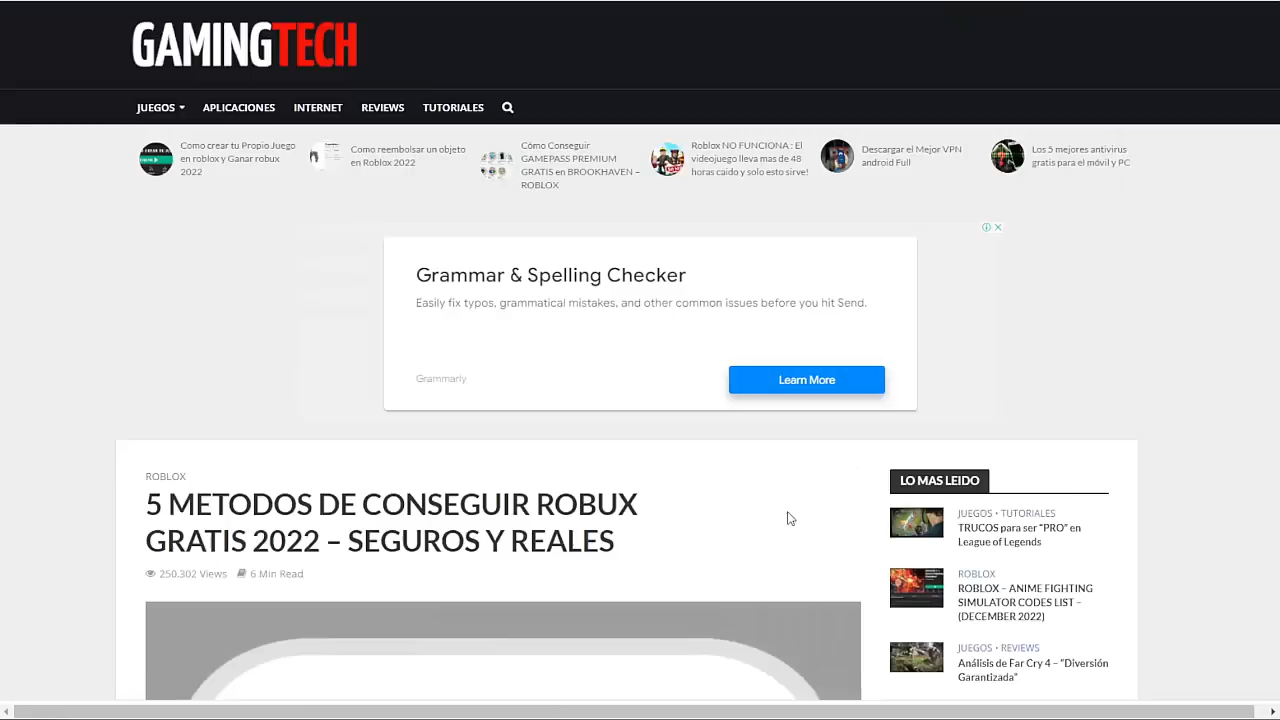 GAMINGTECH
JUEGOS APLICACIONES INTERNET REVIEWS TUTORIALES
Como crear tu Propio Juego
en roblox y Ganar robux
2022
Como reembolsar un objeto
en Roblox 2022
Cómo Conseguir
GAMEPASS PREMIUM
GRATIS en BROOKHAVEN –
ROBLOX
Roblox NO FUNCIONA : El
videojuego lleva mas de 48
horas caido y solo esto sirve!
Descargar el Mejor VPN
android Full
Los 5 mejores antivirus
gratis para el móvil y PC
Grammar & Spelling Checker
Easily fix typos, grammatical mistakes, and other common issues before you hit Send.
Grammarly
Learn More
ROBLOX
5 METODOS DE CONSEGUIR ROBUX
GRATIS 2022 – SEGUROS Y REALES
250.302 Views 6 Min Read
LO MAS LEIDO
JUEGOS • TUTORIALES
TRUCOS para ser “PRO” en
League of Legends
ROBLOX
ROBLOX – ANIME FIGHTING
SIMULATOR CODES LIST –
(DECEMBER 2022)
JUEGOS • REVIEWS
Análisis de Far Cry 4 – “Diversión
Garantizada”